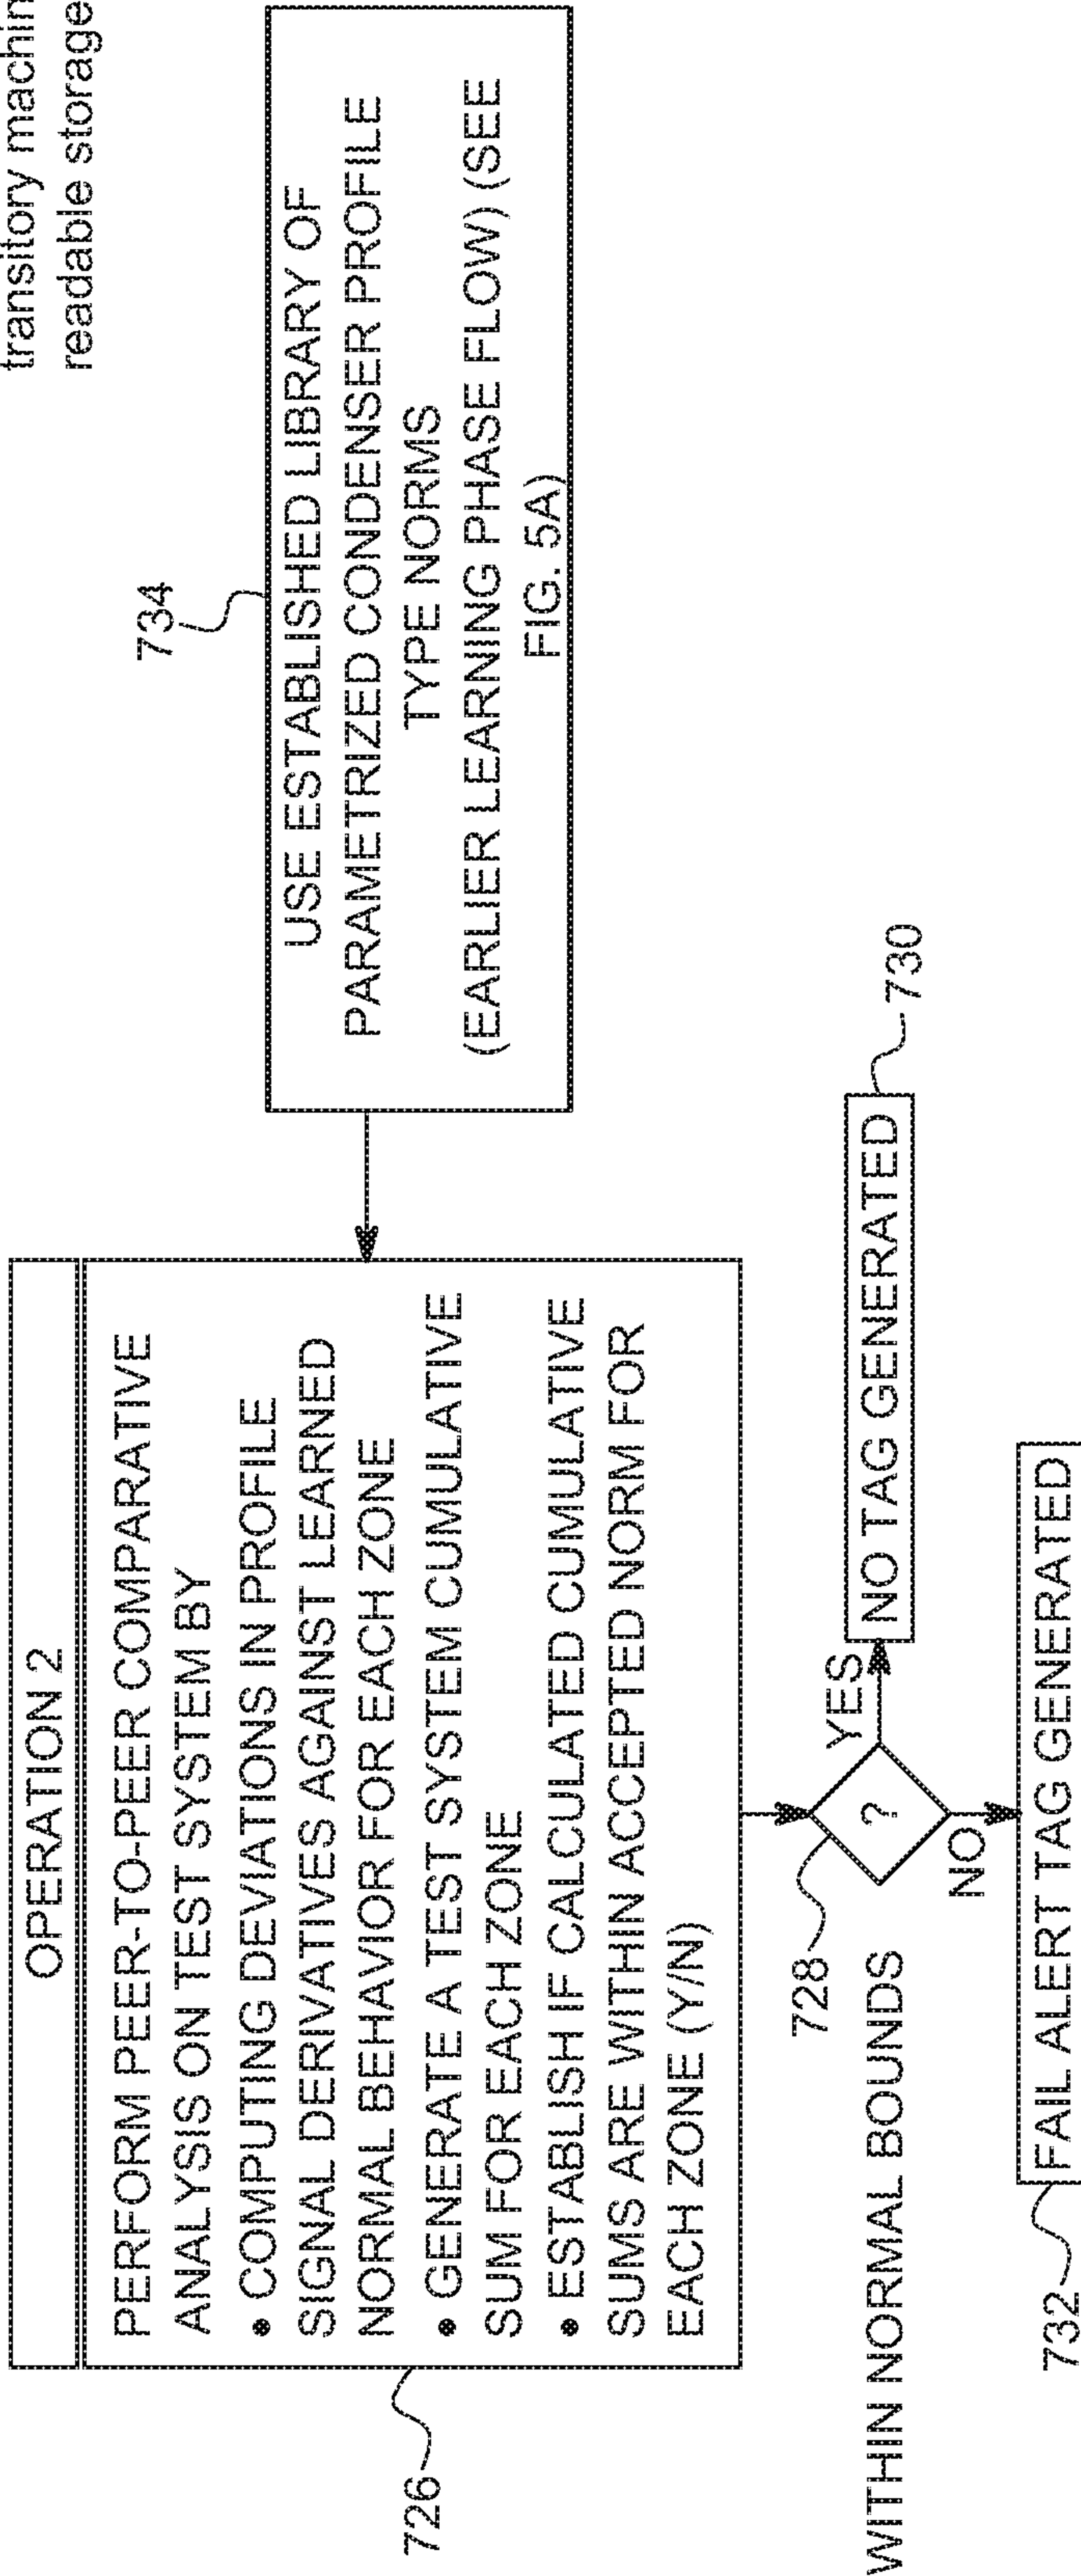 transitory machin
readable storage
OPERATION 2
PERFORM PEER-TO-PEER COMPARATIVE
ANALYSIS ON TEST SYSTEM BY
• COMPUTING DEVIATIONS IN PROFILE
SIGNAL DERIVATIVES AGAINST LEARNED
NORMAL BEHAVIOR FOR EACH ZONE
• GENERATE A TEST SYSTEM CUMULATIVE
SUM FOR EACH ZONE
• ESTABLISH IF CALCULATED CUMULATIVE
SUMS ARE WITHIN ACCEPTED NORM FOR
EACH ZONE (Y/N)
726
734
USE ESTABLISHED LIBRARY OF
PARAMETRIZED CONDENSER PROFILE
TYPE NORMS
(EARLIER LEARNING PHASE FLOW) (SEE
FIG. 5A)
728
WITHIN NORMAL BOUNDS
?
YES
NO TAG GENERATED
730
NO
FAIL ALERT TAG GENERATED
732